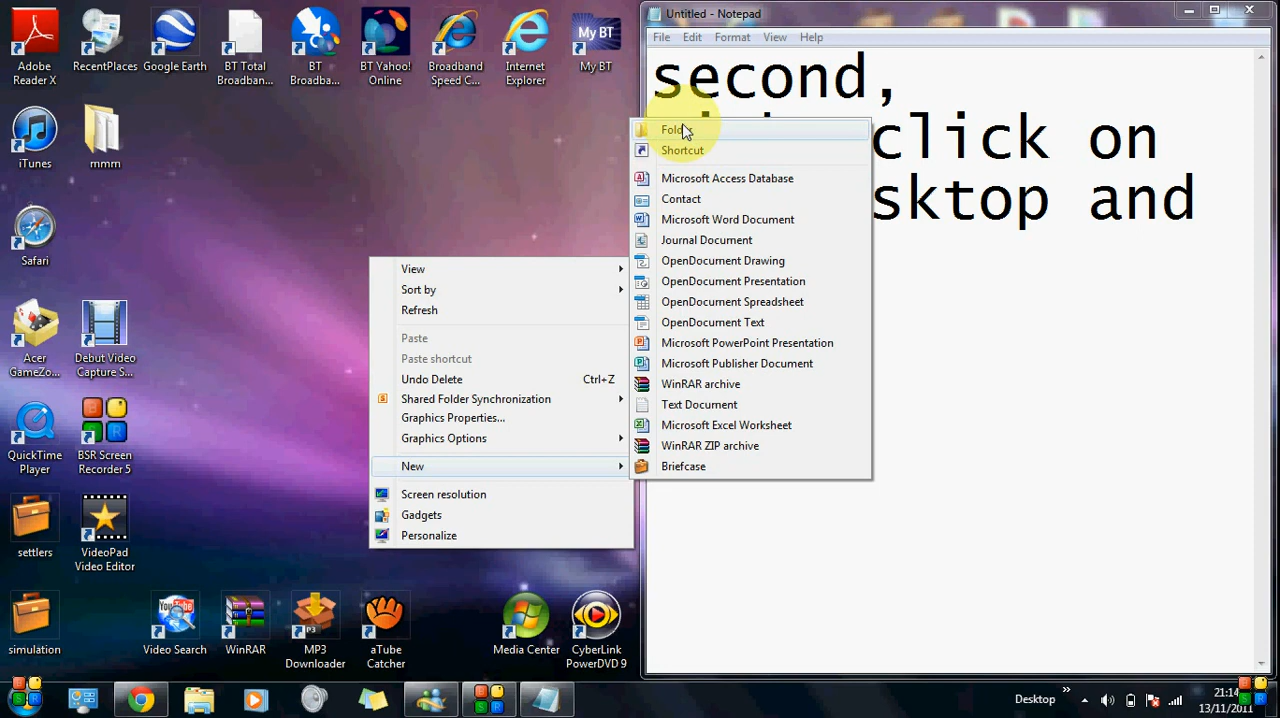 Adobe
Reader X
RecentPlaces
Google Earth
BT Total
Broadban...
BT
Broadba...
BT Yahoo!
Online
Broadband
Speed C...
Internet
Explorer
My BT
My BT
iTunes
mmm
Safari
Acer
GameZo...
Debut Video
Capture S...
QuickTime
Player
BSR Screen
Recorder 5
settlers
VideoPad
Video Editor
simulation
Video Search
WinRAR
MP3
Downloader
aTube
Catcher
Media Center
CyberLink
PowerDVD 9
View
Sort by
Refresh
Paste
Paste shortcut
Undo Delete Ctrl+Z
Shared Folder Synchronization
Graphics Properties...
Graphics Options
New
Screen resolution
Gadgets
Personalize
Shortcut
Microsoft Access Database
Contact
Microsoft Word Document
Journal Document
OpenDocument Drawing
OpenDocument Presentation
OpenDocument Spreadsheet
OpenDocument Text
Microsoft PowerPoint Presentation
Microsoft Publisher Document
WinRAR archive
Text Document
Microsoft Excel Worksheet
WinRAR ZIP archive
Briefcase
Untitled - Notepad
File Edit Format View Help
second,
click on
sktop and
Desktop
21:14
13/11/2011